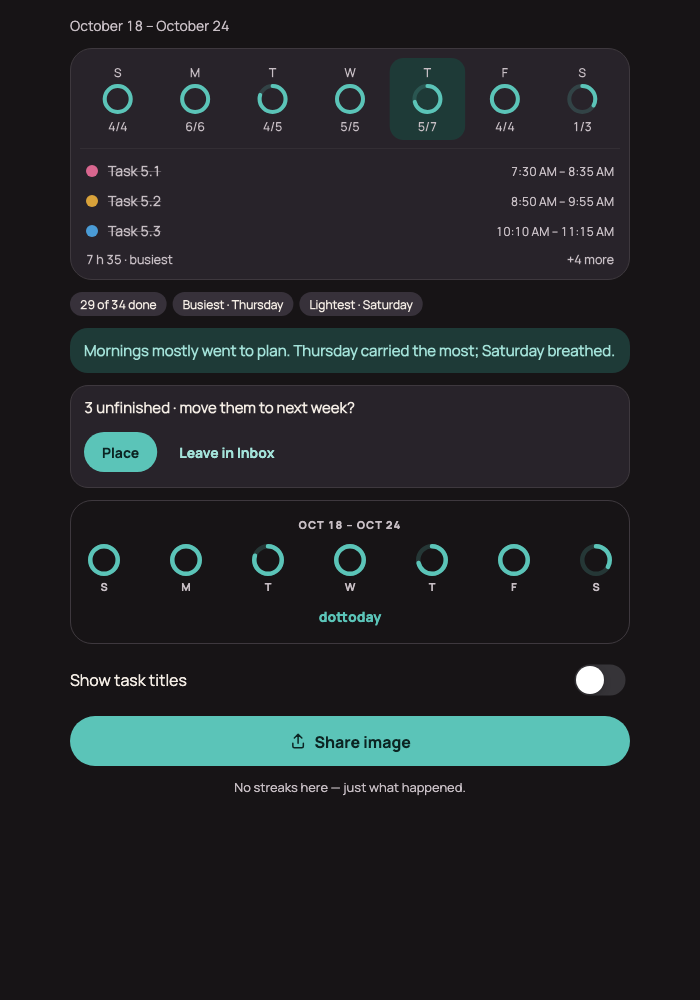 October 18 – October 24
S M T W T F S
4/4 6/6 4/5 5/5 5/7 4/4 1/3
Task 5.1 7:30 AM – 8:35 AM
Task 5.2 8:50 AM – 9:55 AM
Task 5.3 10:10 AM – 11:15 AM
7 h 35 · busiest +4 more
29 of 34 done Busiest · Thursday Lightest · Saturday
Mornings mostly went to plan. Thursday carried the most; Saturday breathed.
3 unfinished · move them to next week?
Place Leave in Inbox
OCT 18 – OCT 24
S M T W T F S
dottoday
Show task titles
Share image
No streaks here — just what happened.